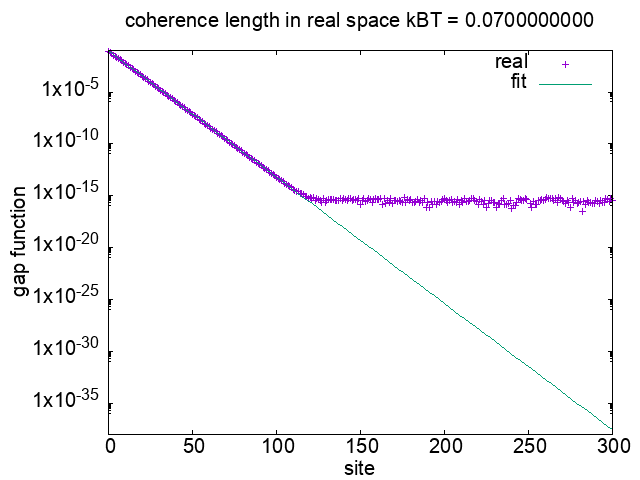 coherence length in real space kBT = 0.0700000000
real
fit
1x10^-5
1x10^-10
1x10^-15
1x10^-20
1x10^-25
1x10^-30
1x10^-35
gap function
0 50 100 150 200 250 300
site